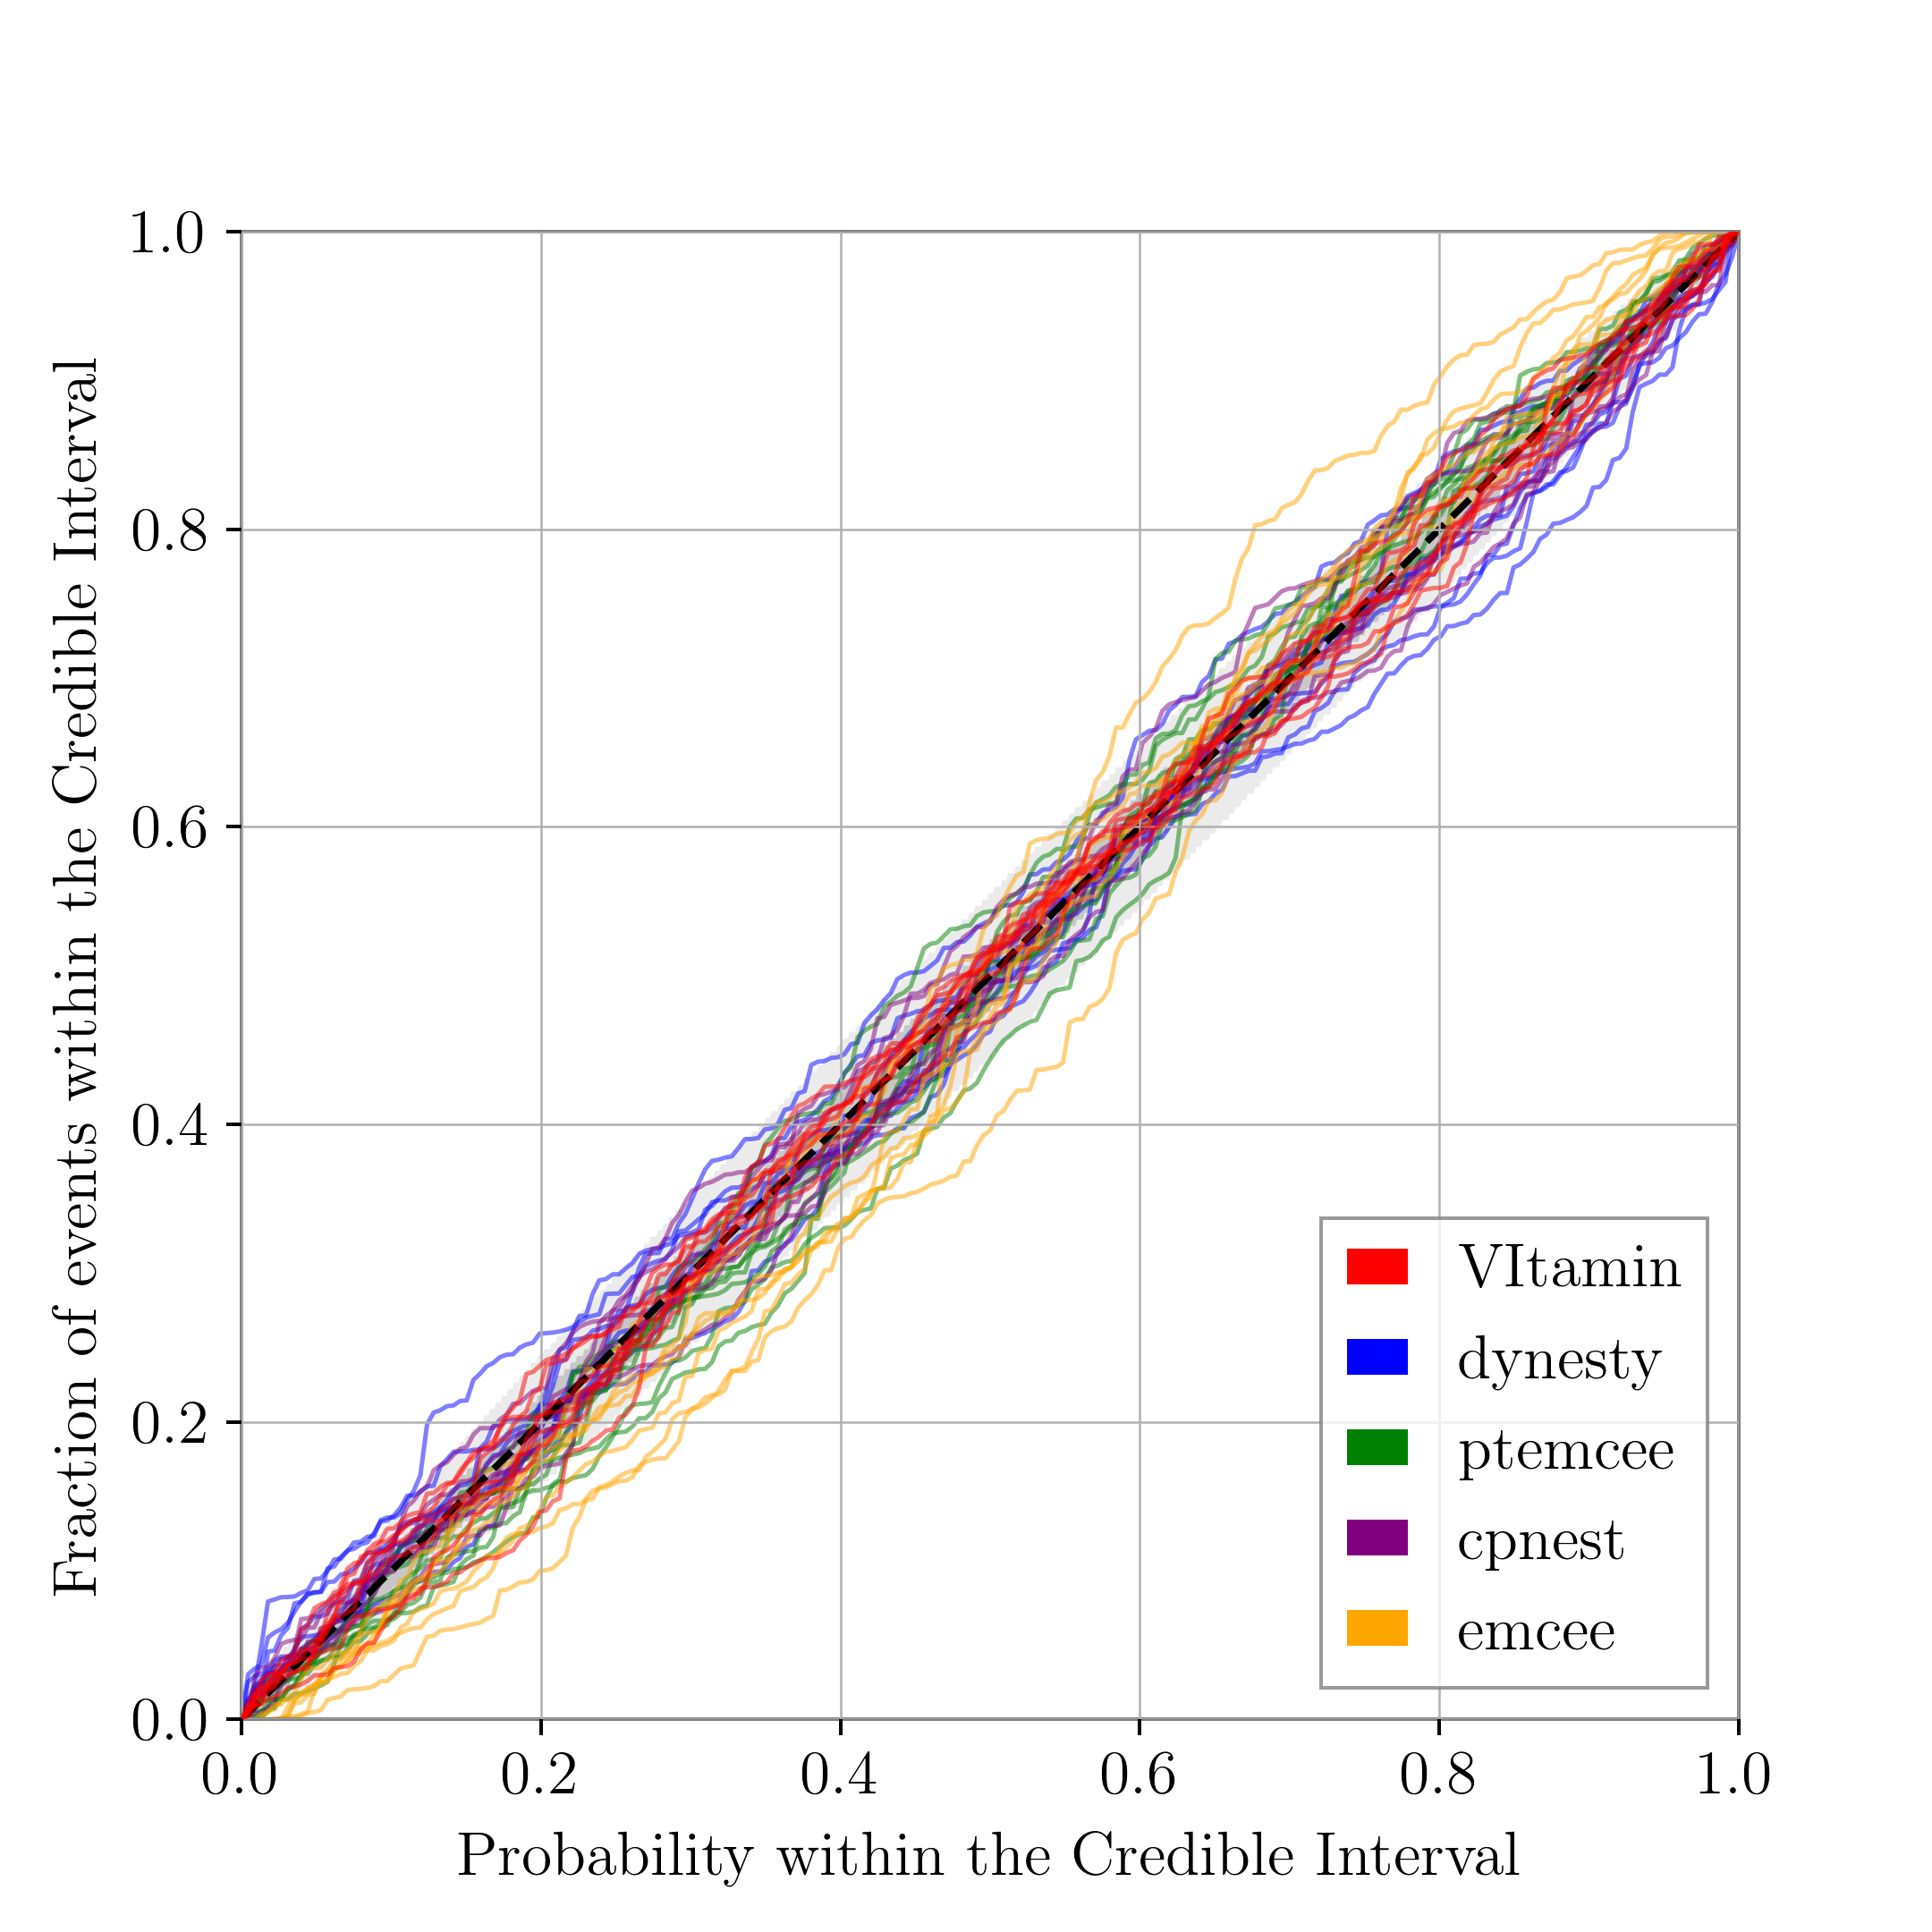 Fraction of events within the Credible Interval
1.0
0.8
0.6
0.4
0.2
0.0
0.0 0.2 0.4 0.6 0.8 1.0
Probability within the Credible Interval
VItamin
dynesty
ptemcee
cpnest
emcee